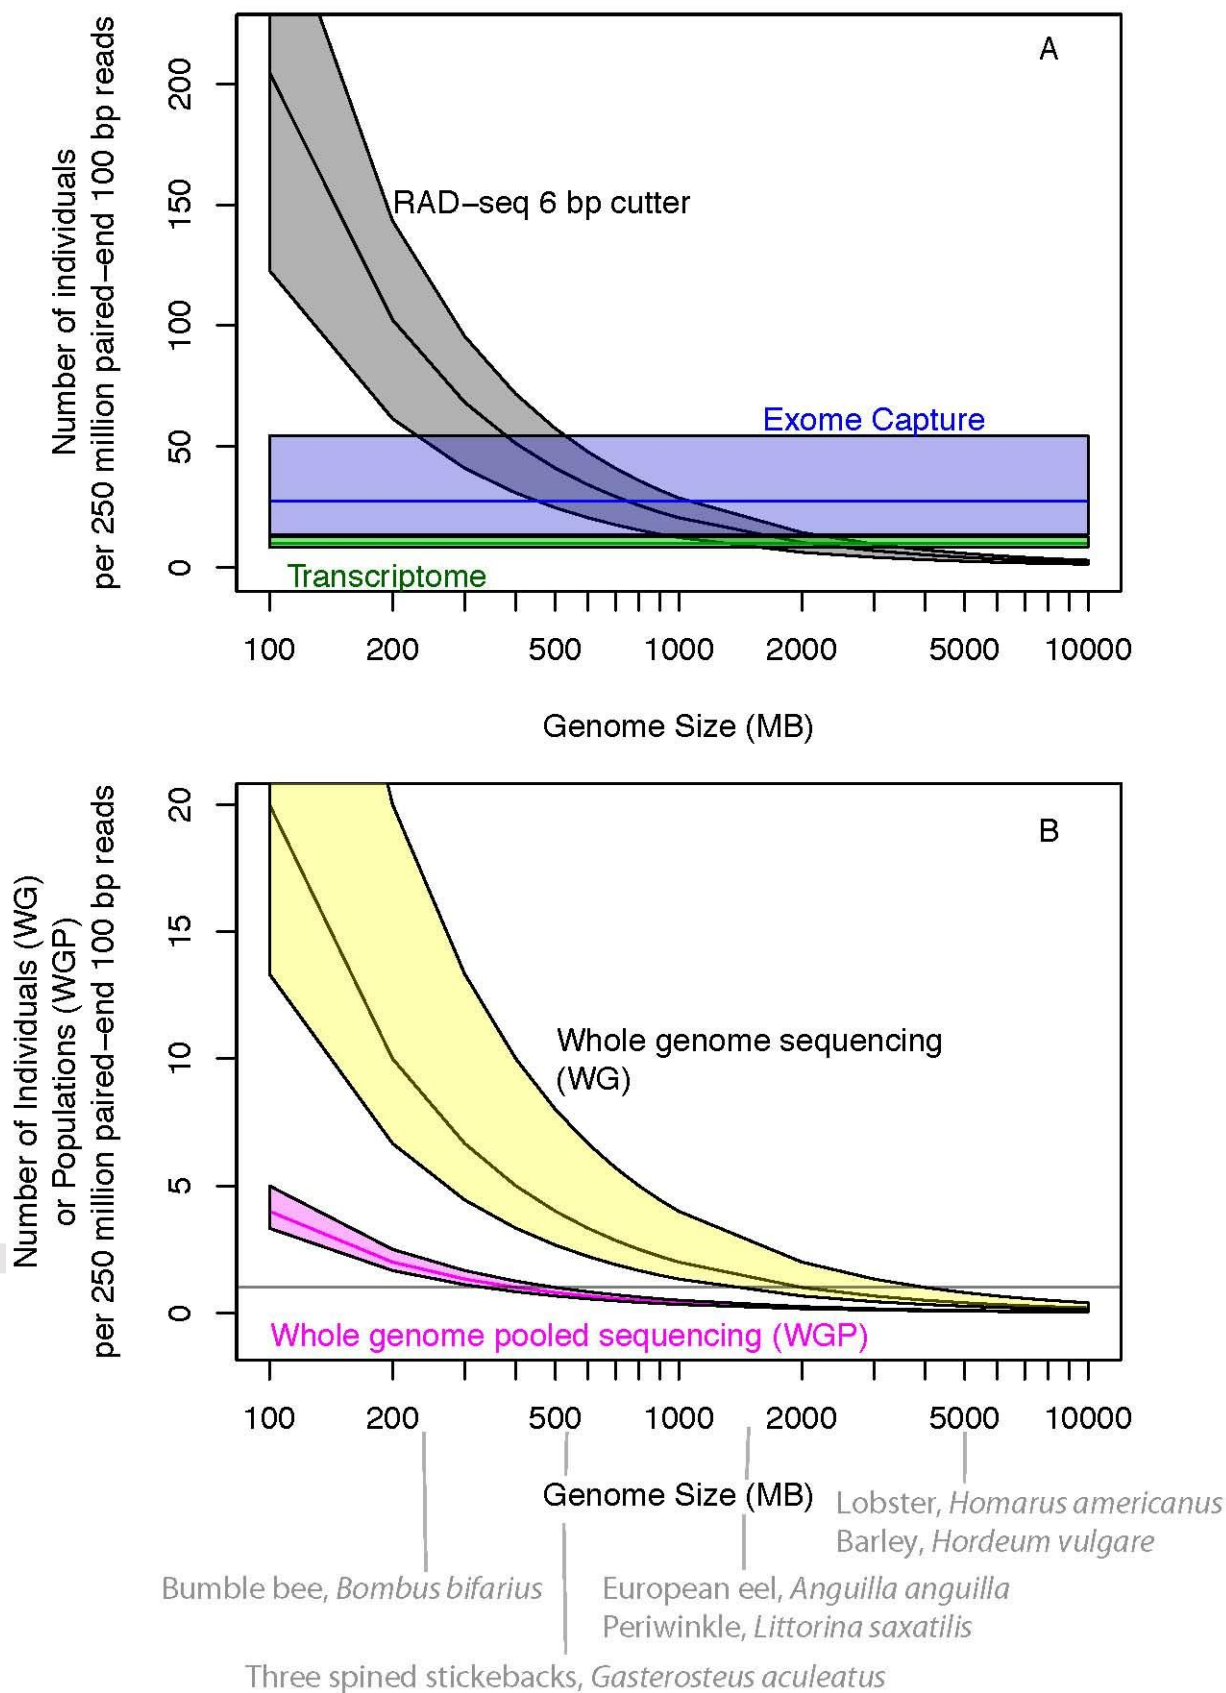 A
Number of individuals
per 250 million paired−end 100 bp reads
200
150
100
50
0
RAD−seq 6 bp cutter
Exome Capture
Transcriptome
100 200 500 1000 2000 5000 10000
Genome Size (MB)
B
Number of Individuals (WG)
or Populations (WGP)
per 250 million paired−end 100 bp reads
20
15
10
5
0
Whole genome sequencing
(WG)
Whole genome pooled sequencing (WGP)
100 200 500 1000 2000 5000 10000
Genome Size (MB)
Lobster, Homarus americanus
Barley, Hordeum vulgare
Bumble bee, Bombus bifarius
European eel, Anguilla anguilla
Periwinkle, Littorina saxatilis
Three spined stickebacks, Gasterosteus aculeatus